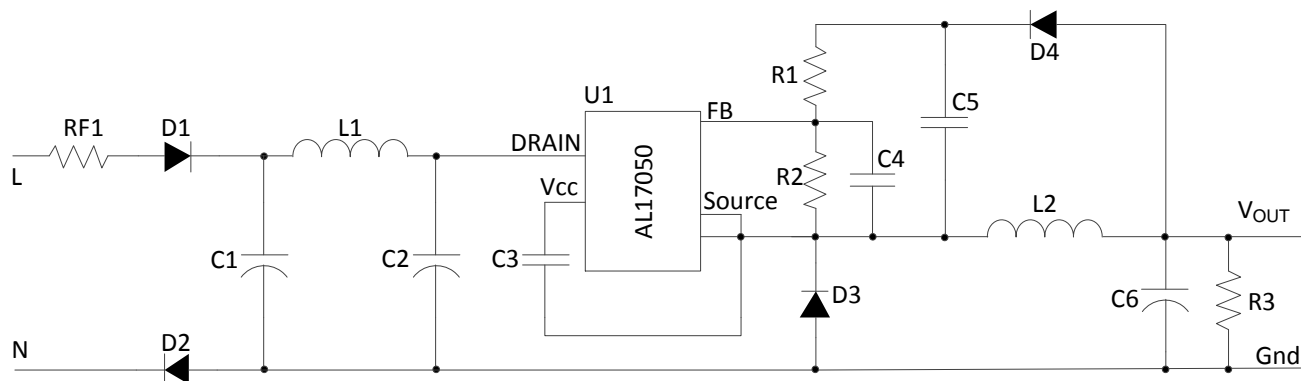 D4
R1
C5
U1
FB
RF1
D1
L1
DRAIN
C4
L
R2
Vcc
AL17050
Source
L2
VOUT
C1
C2
C3
D3
C6
R3
N
D2
Gnd